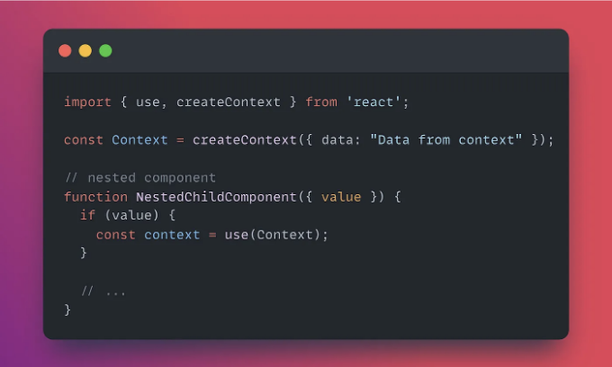 import { use, createContext } from 'react';
const Context = createContext({ data: "Data from context" });
// nested component
function NestedChildComponent({ value }) {
  if (value) {
    const context = use(Context);
  }
  // ...
}